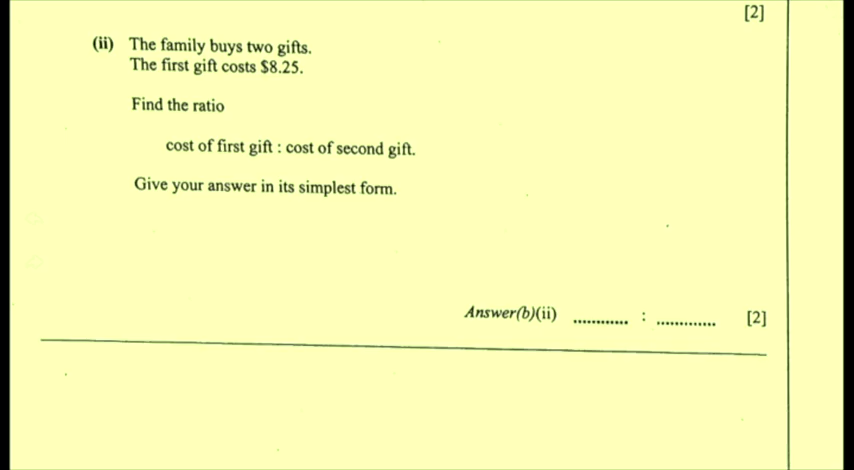 [2]
(ii) The family buys two gifts.
The first gift costs $8.25.
Find the ratio
cost of first gift : cost of second gift.
Give your answer in its simplest form.
Answer(b)(ii) ............ : ............. [2]